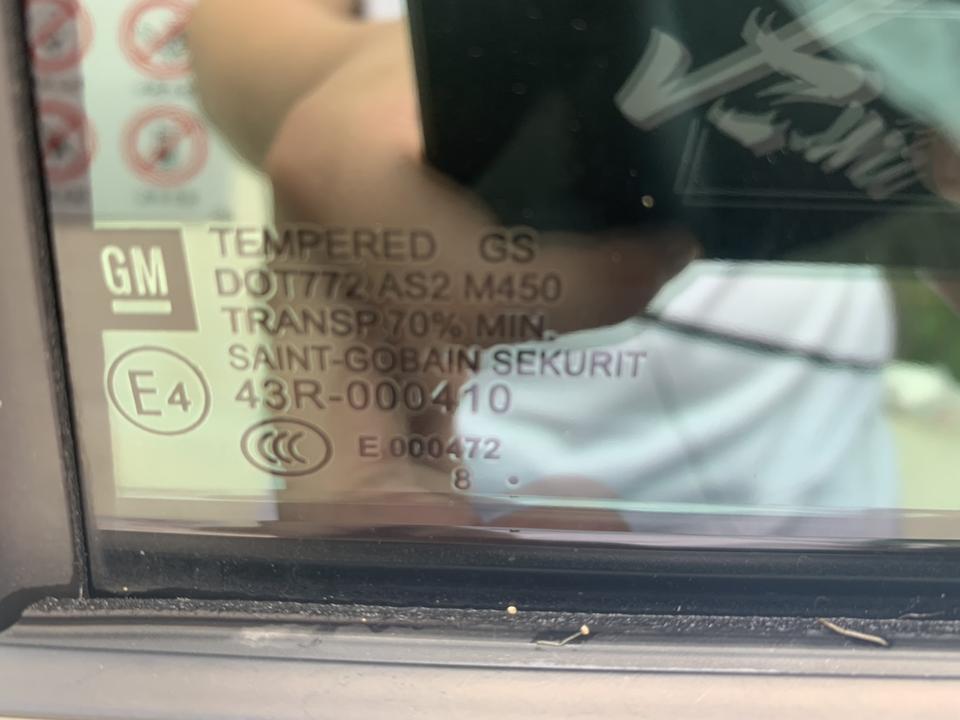 GM
TEMPERED GS
DOT772 AS2 M450
TRANSP 70% MIN.
SAINT-GOBAIN SEKURIT
E4 43R-000410
CCC E 000472
8 .